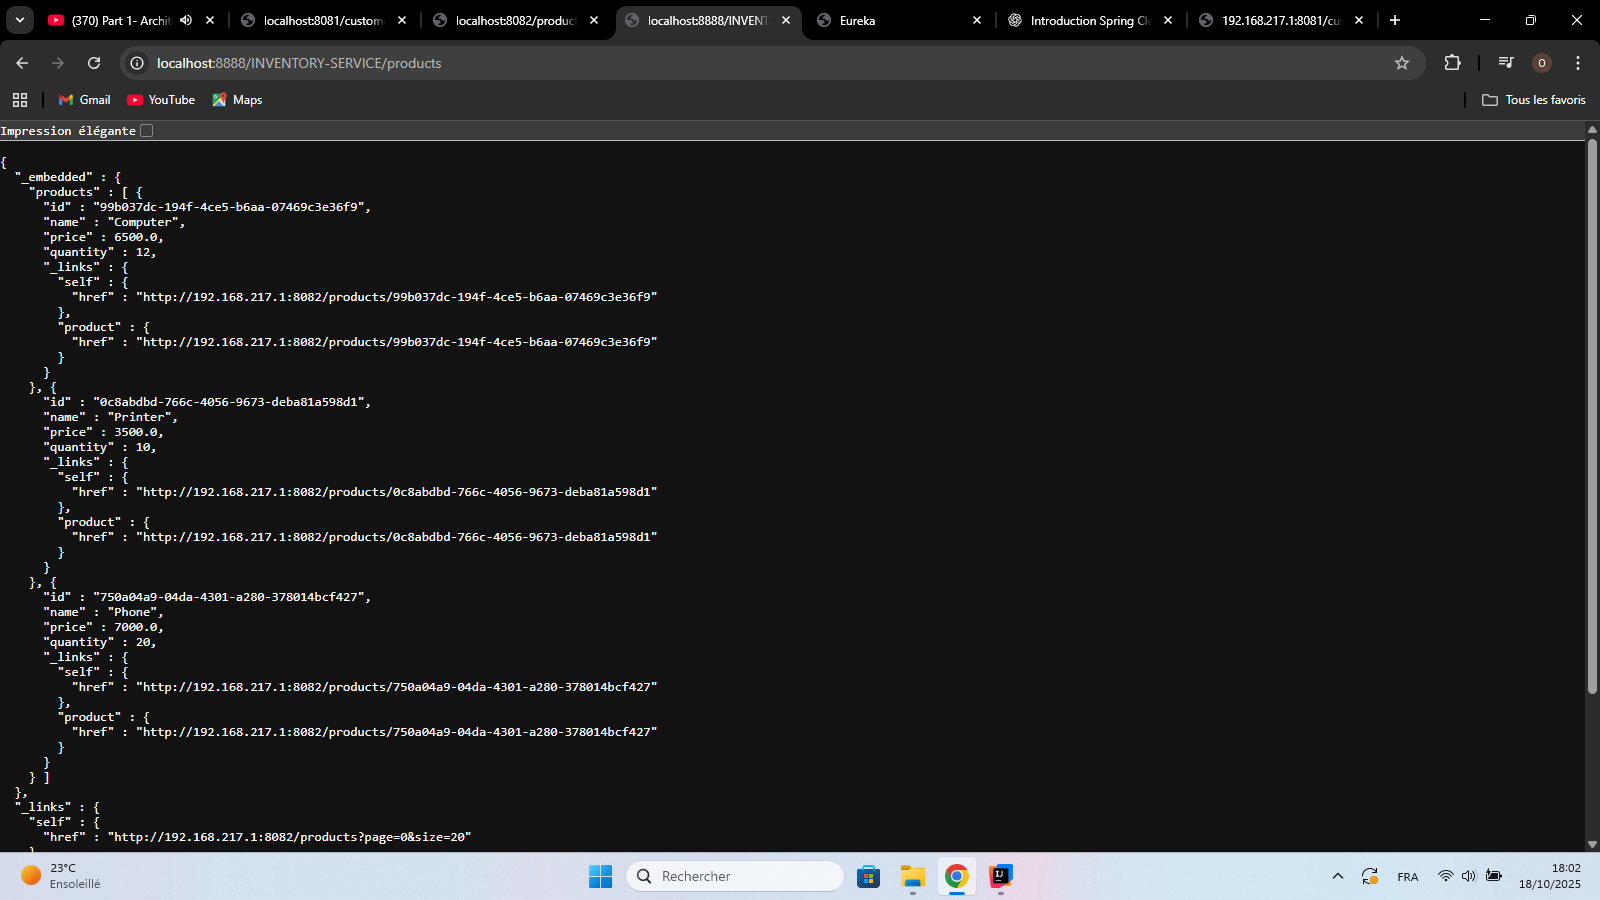 (370) Part 1- Archit
localhost:8081/custom
localhost:8082/produc
localhost:8888/INVENT
Eureka
Introduction Spring Cl
192.168.217.1:8081/cu
localhost:8888/INVENTORY-SERVICE/products
O
Gmail
YouTube
Maps
Tous les favoris
Impression élégante
{
  "_embedded" : {
    "products" : [ {
      "id" : "99b037dc-194f-4ce5-b6aa-07469c3e36f9",
      "name" : "Computer",
      "price" : 6500.0,
      "quantity" : 12,
      "_links" : {
        "self" : {
          "href" : "http://192.168.217.1:8082/products/99b037dc-194f-4ce5-b6aa-07469c3e36f9"
        },
        "product" : {
          "href" : "http://192.168.217.1:8082/products/99b037dc-194f-4ce5-b6aa-07469c3e36f9"
        }
      }
    }, {
      "id" : "0c8abdbd-766c-4056-9673-deba81a598d1",
      "name" : "Printer",
      "price" : 3500.0,
      "quantity" : 10,
      "_links" : {
        "self" : {
          "href" : "http://192.168.217.1:8082/products/0c8abdbd-766c-4056-9673-deba81a598d1"
        },
        "product" : {
          "href" : "http://192.168.217.1:8082/products/0c8abdbd-766c-4056-9673-deba81a598d1"
        }
      }
    }, {
      "id" : "750a04a9-04da-4301-a280-378014bcf427",
      "name" : "Phone",
      "price" : 7000.0,
      "quantity" : 20,
      "_links" : {
        "self" : {
          "href" : "http://192.168.217.1:8082/products/750a04a9-04da-4301-a280-378014bcf427"
        },
        "product" : {
          "href" : "http://192.168.217.1:8082/products/750a04a9-04da-4301-a280-378014bcf427"
        }
      }
    } ]
  },
  "_links" : {
    "self" : {
      "href" : "http://192.168.217.1:8082/products?page=0&size=20"
23°C
Ensoleillé
Rechercher
IJ
FRA
18:02
18/10/2025